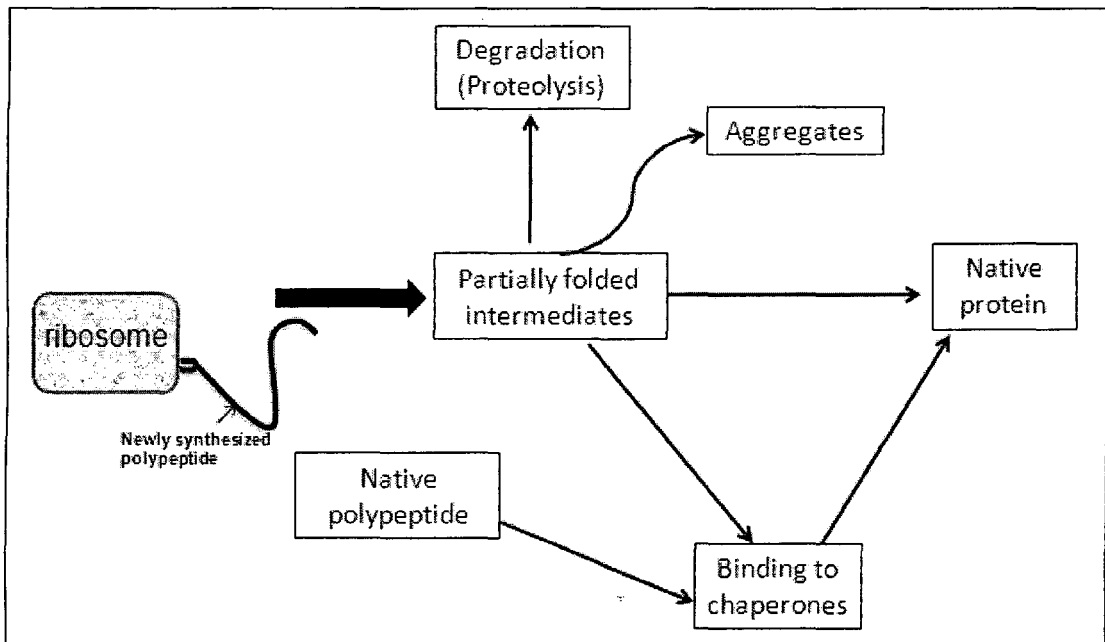 Degradation
(Proteolysis)
Aggregates
Partially folded
intermediates
Native
protein
ribosome
Newly synthesized
polypeptide
Native
polypeptide
Binding to
chaperones